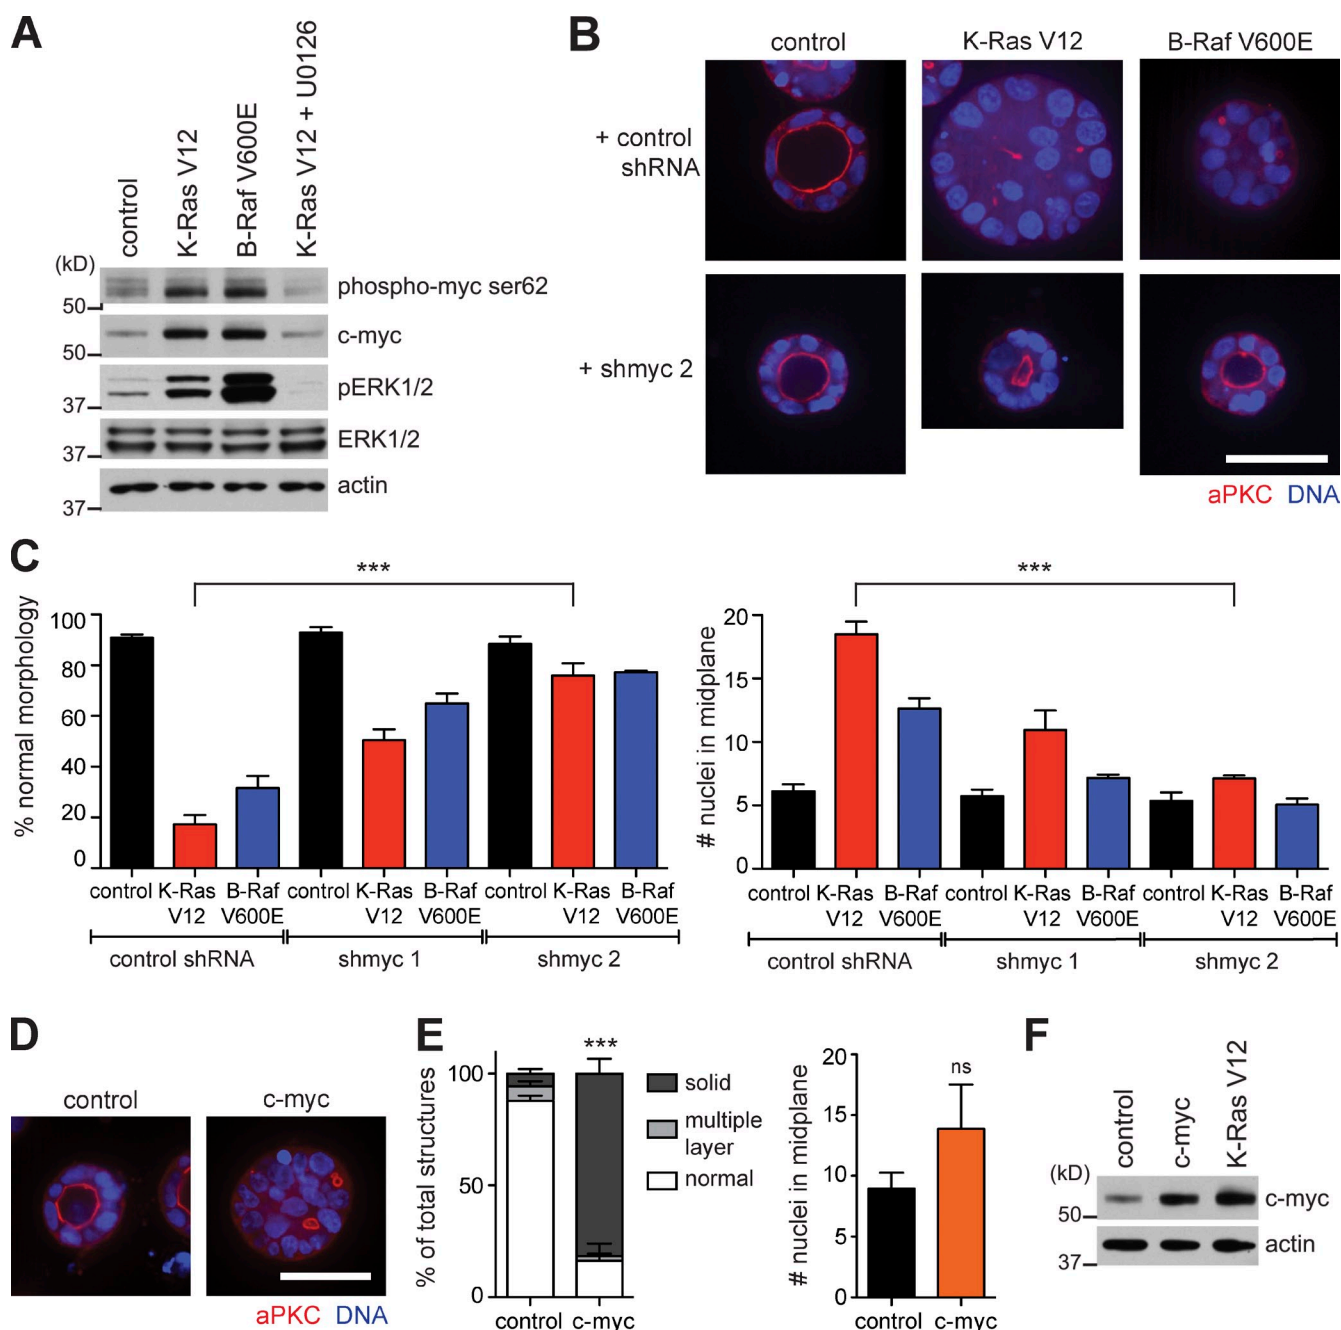 A
control
K-Ras V12
B-Raf V600E
K-Ras V12 + U0126
(kD)
50
phospho-myc ser62
50
c-myc
37
pERK1/2
37
ERK1/2
37
actin
B
control
K-Ras V12
B-Raf V600E
+ control
shRNA
+ shmyc 2
aPKC DNA
C
***
% normal morphology
100
80
60
40
20
0
control
K-Ras
V12
B-Raf
V600E
control
K-Ras
V12
B-Raf
V600E
control
K-Ras
V12
B-Raf
V600E
control shRNA
shmyc 1
shmyc 2
***
# nuclei in midplane
20
15
10
5
0
control
K-Ras
V12
B-Raf
V600E
control
K-Ras
V12
B-Raf
V600E
control
K-Ras
V12
B-Raf
V600E
control shRNA
shmyc 1
shmyc 2
D
control
c-myc
aPKC DNA
E
***
% of total structures
100
50
0
control
c-myc
solid
multiple
layer
normal
# nuclei in midplane
20
15
10
5
0
ns
control
c-myc
F
control
c-myc
K-Ras V12
(kD)
50
c-myc
37
actin